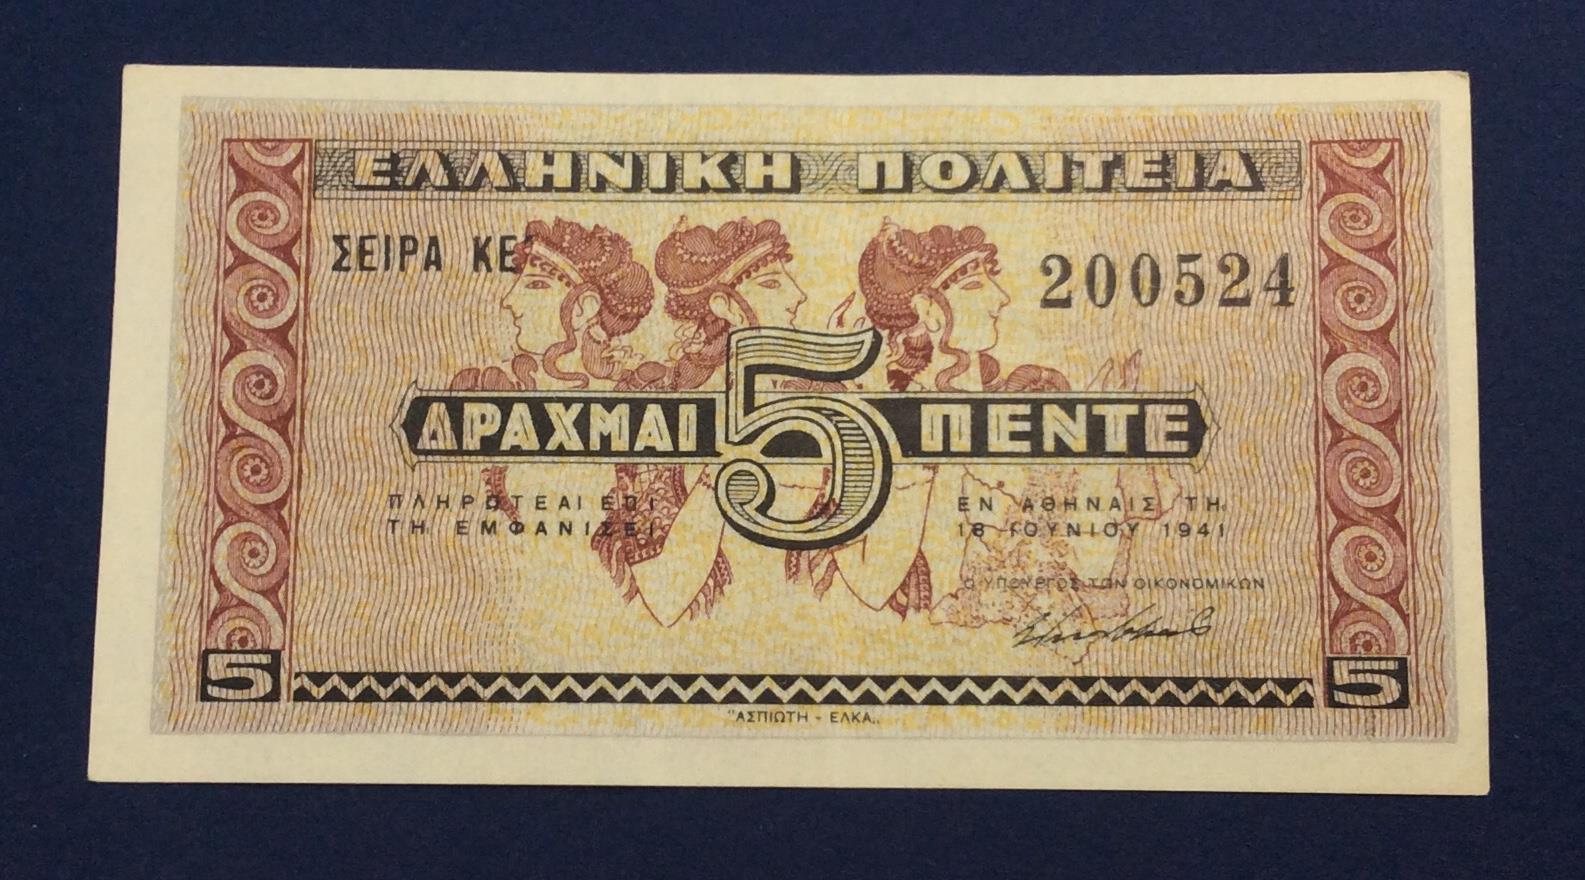 ΕΛΛΗΝΙΚΗ ΠΟΛΙΤΕΙΑ
ΣΕΙΡΑ ΚΕ'
200524
ΔΡΑΧΜΑΙ 5 ΠΕΝΤΕ
ΠΛΗΡΩΤΕΑΙ ΕΠΙ
ΤΗ ΕΜΦΑΝΙΣΕΙ
ΕΝ ΑΘΗΝΑΙΣ ΤΗ
18 ΙΟΥΝΙΟΥ 1941
Ο ΥΠΟΥΡΓΟΣ ΤΩΝ ΟΙΚΟΝΟΜΙΚΩΝ
5
5
"ΑΣΠΙΩΤΗ - ΕΛΚΑ„